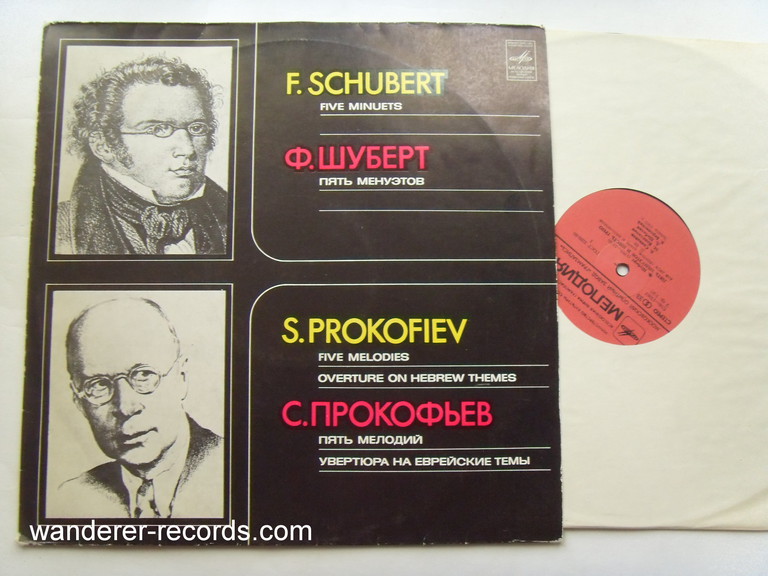 F. SCHUBERT
FIVE MINUETS
Ф. ШУБЕРТ
ПЯТЬ МЕНУЭТОВ
S. PROKOFIEV
FIVE MELODIES
OVERTURE ON HEBREW THEMES
С. ПРОКОФЬЕВ
ПЯТЬ МЕЛОДИЙ
УВЕРТЮРА НА ЕВРЕЙСКИЕ ТЕМЫ
МЕЛОДИЯ
СТЕРЕО
wanderer-records.com